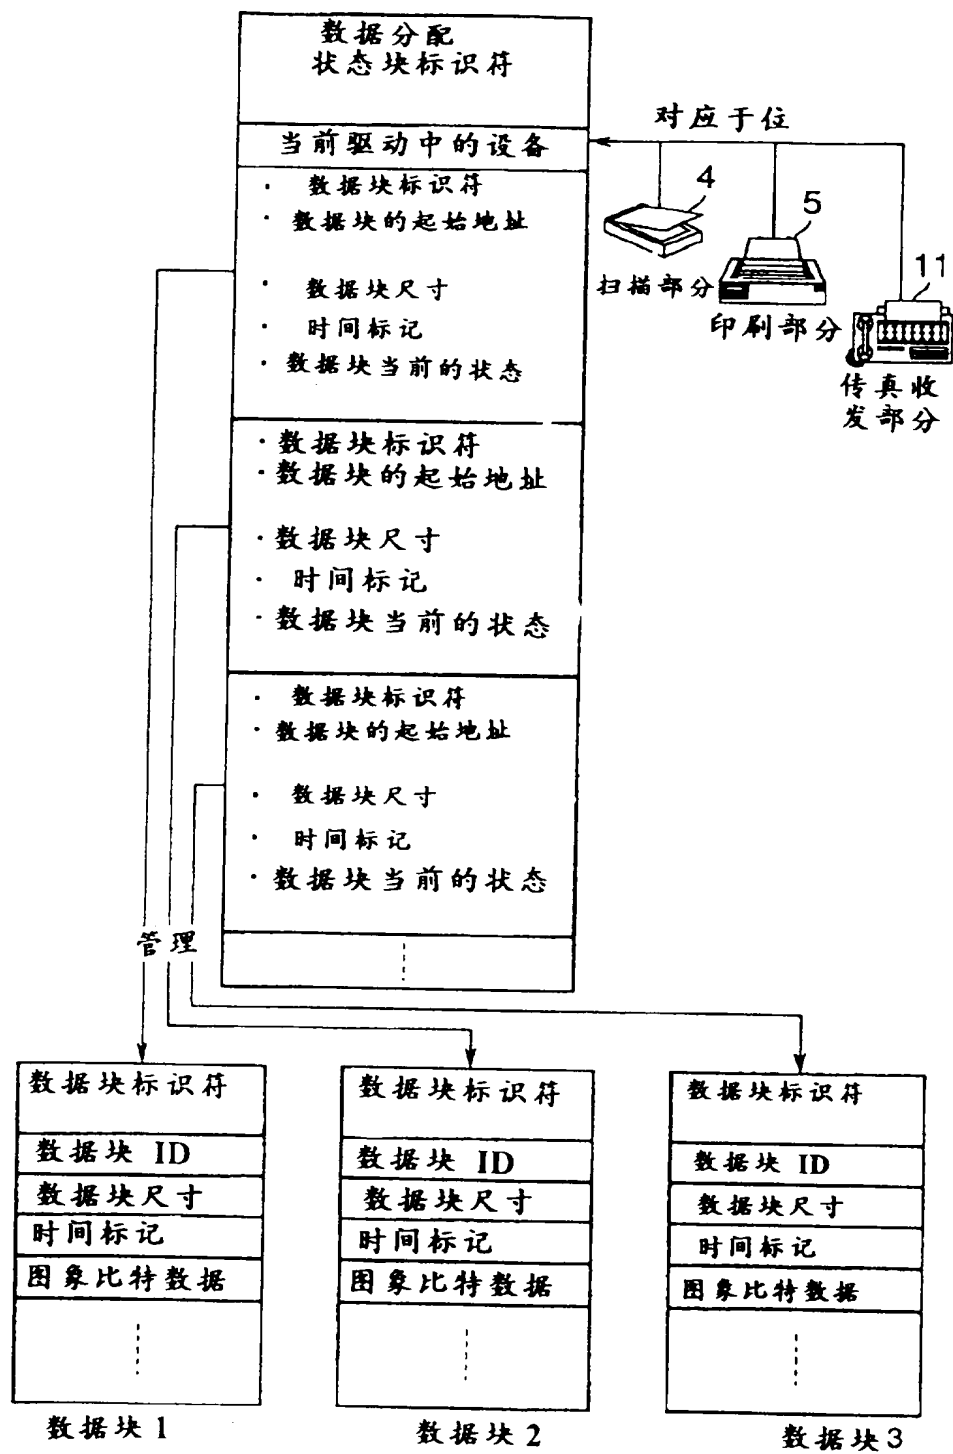 数据分配
状态块标识符
当前驱动中的设备
· 数据块标识符
· 数据块的起始地址
· 数据块尺寸
· 时间标记
· 数据块当前的状态
· 数据块标识符
· 数据块的起始地址
· 数据块尺寸
· 时间标记
· 数据块当前的状态
· 数据块标识符
· 数据块的起始地址
· 数据块尺寸
· 时间标记
· 数据块当前的状态
对应于位
4
扫描部分
5
印刷部分
11
传真收
发部分
管理
数据块标识符
数据块 ID
数据块尺寸
时间标记
图象比特数据
数据块 1
数据块标识符
数据块 ID
数据块尺寸
时间标记
图象比特数据
数据块 2
数据块标识符
数据块 ID
数据块尺寸
时间标记
图象比特数据
数据块 3